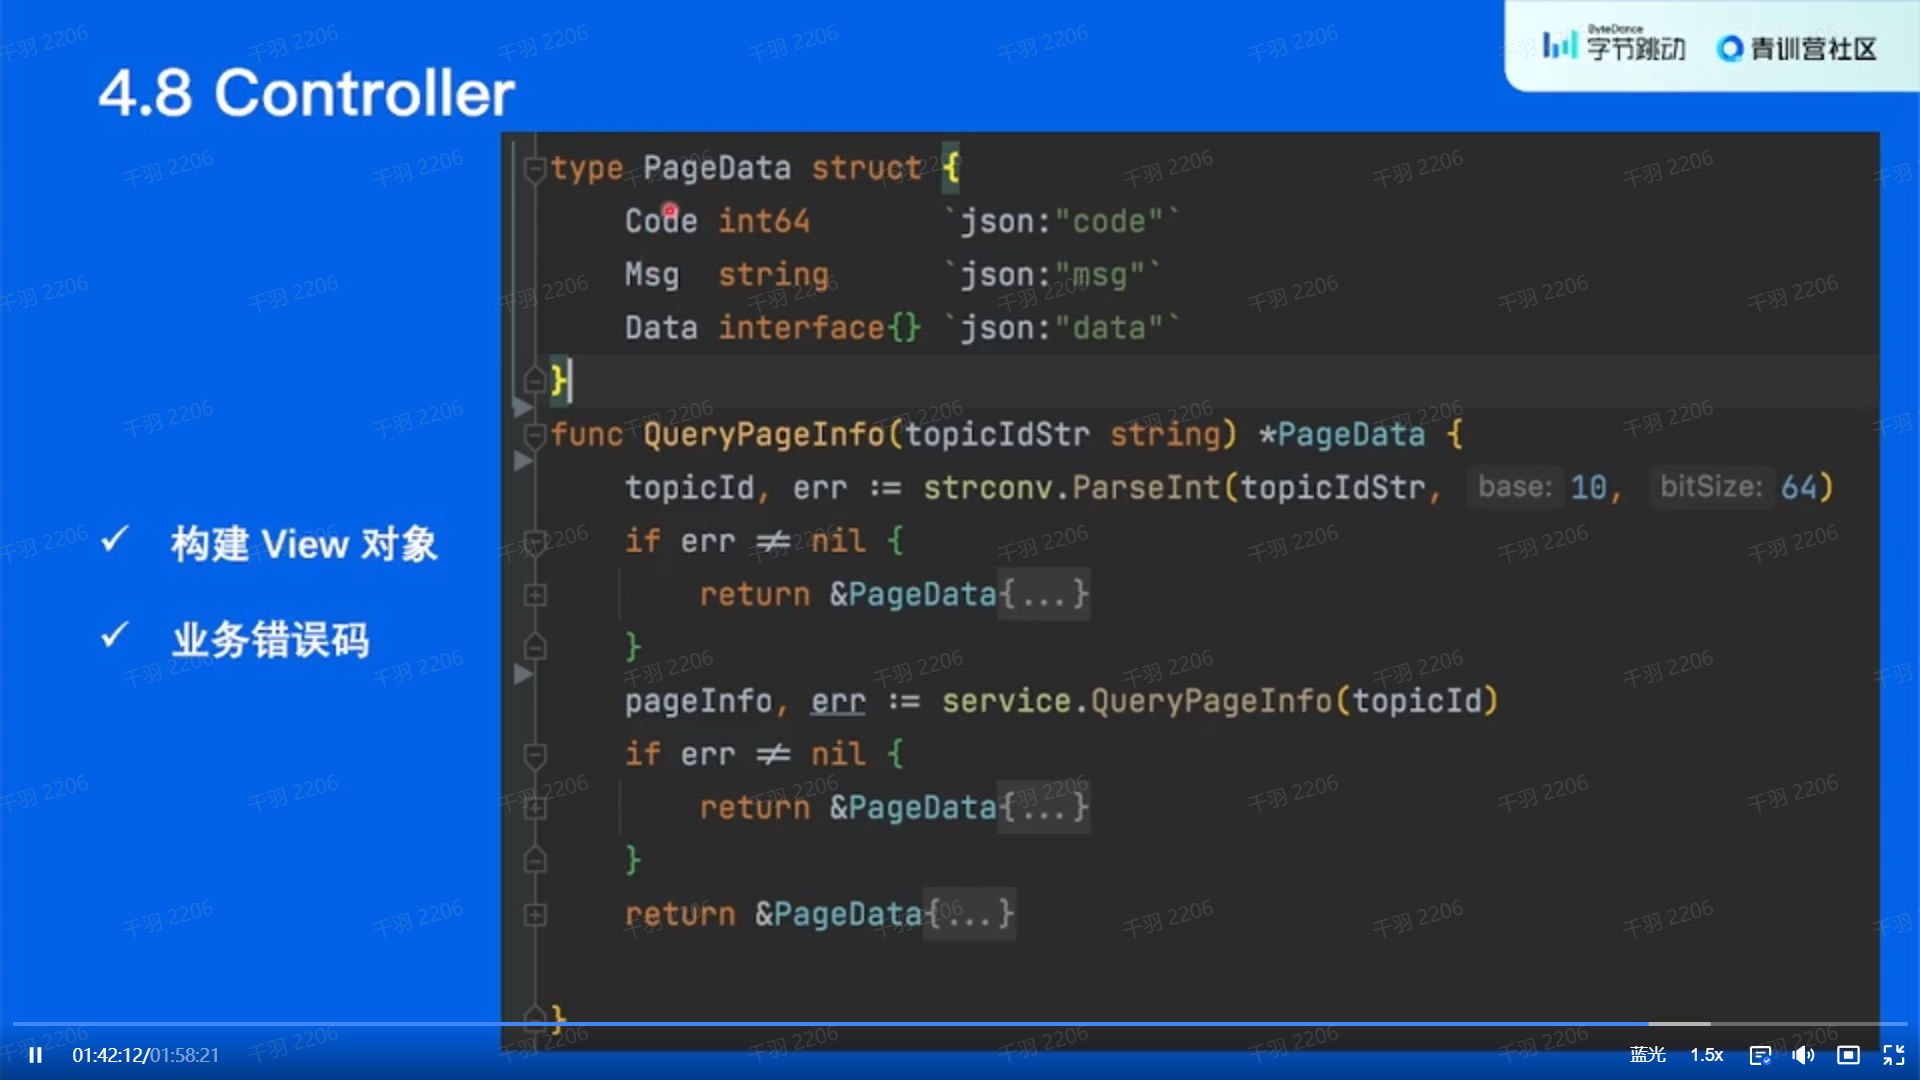 4.8 Controller
ByteDance
字节跳动
青训营社区
type PageData struct {
Code int64 `json:"code"`
Msg string `json:"msg"`
Data interface{} `json:"data"`
}
func QueryPageInfo(topicIdStr string) *PageData {
topicId, err := strconv.ParseInt(topicIdStr, base: 10, bitSize: 64)
if err ≠ nil {
return &PageData{...}
}
pageInfo, err := service.QueryPageInfo(topicId)
if err ≠ nil {
return &PageData{...}
}
return &PageData{...}
}
✓ 构建 View 对象
✓ 业务错误码
千羽 2206
01:42:12/01:58:21
蓝光
1.5x